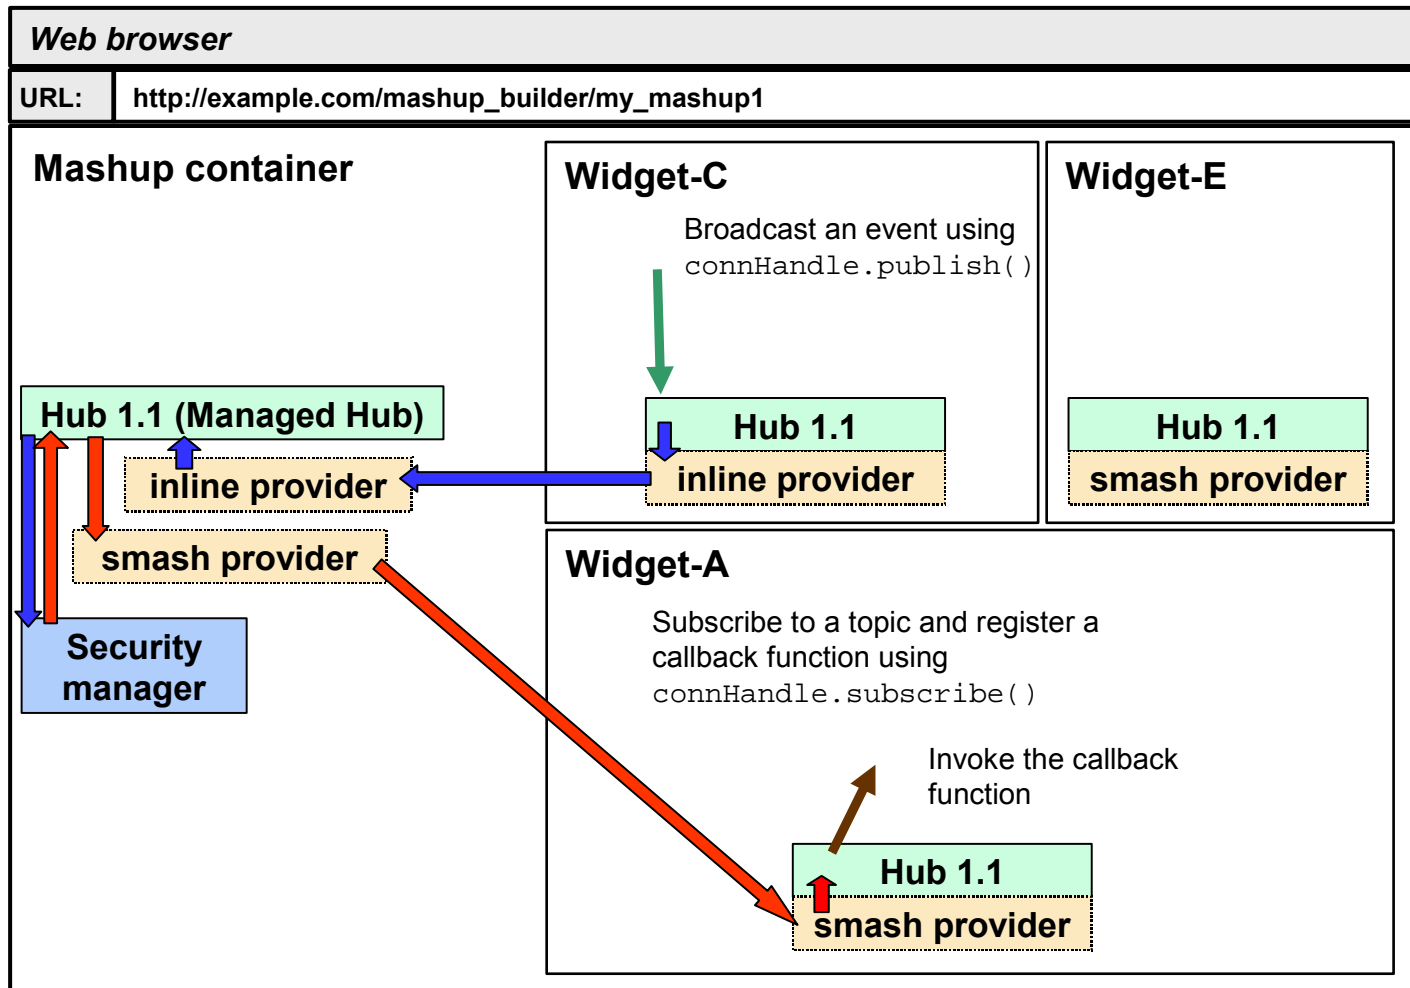 Web browser
URL:
http://example.com/mashup_builder/my_mashup1
Mashup container
Widget-C
Broadcast an event using
connHandle.publish()
Widget-E
Hub 1.1 (Managed Hub)
inline provider
smash provider
Security
manager
Hub 1.1
inline provider
Hub 1.1
smash provider
Widget-A
Subscribe to a topic and register a
callback function using
connHandle.subscribe()
Invoke the callback
function
Hub 1.1
smash provider